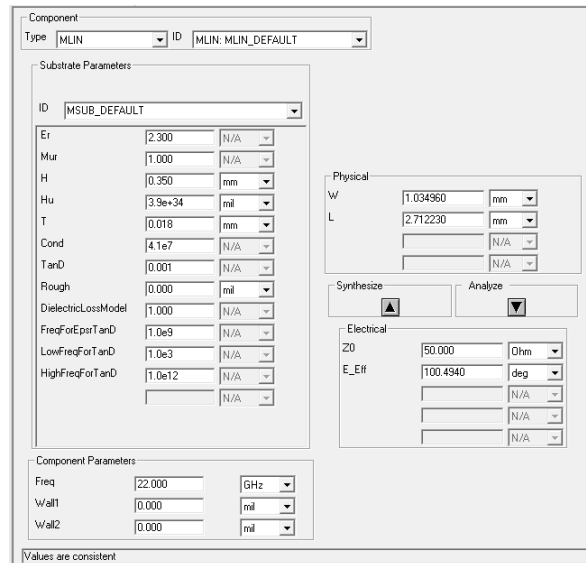 Component
Type MLIN ID MLIN: MLIN_DEFAULT
Substrate Parameters
ID MSUB_DEFAULT
Er 2.300 N/A
Mur 1.000 N/A
H 0.350 mm
Hu 3.9e+34 mil
T 0.018 mm
Cond 4.1e7 N/A
TanD 0.001 N/A
Rough 0.000 mil
DielectricLossModel 1.000 N/A
FreqForEpsrTanD 1.0e9 N/A
LowFreqForTanD 1.0e3 N/A
HighFreqForTanD 1.0e12 N/A
N/A
Physical
W 1.034960 mm
L 2.712230 mm
N/A
N/A
Synthesize Analyze
Electrical
Z0 50.000 Ohm
E_Eff 100.4940 deg
N/A
N/A
N/A
Component Parameters
Freq 22.000 GHz
Wall1 0.000 mil
Wall2 0.000 mil
Values are consistent